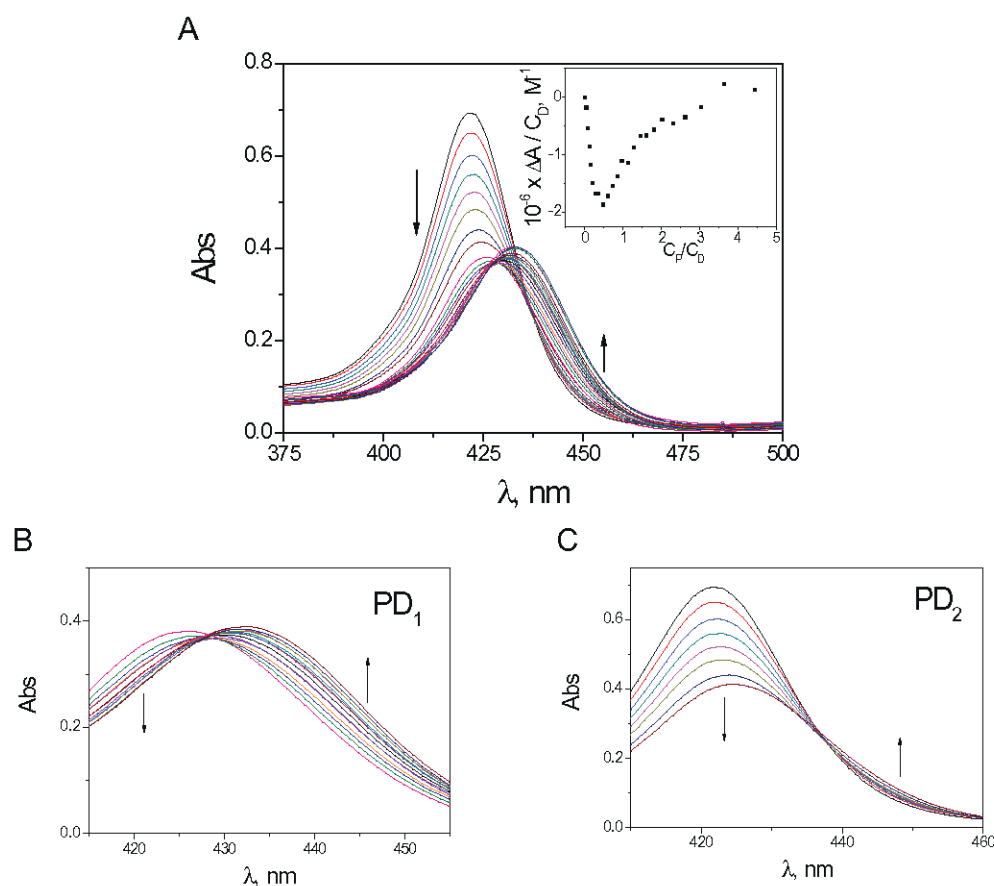 A
0.8
0.6
0.4
0.2
0.0
Abs
375 400 425 450 475 500
λ, nm
10⁻⁶ x ΔA / C_D, M⁻¹
0
-1
-2
0 1 2 3 4 5
C_P/C_D
B
PD₁
0.4
0.2
0.0
Abs
420 430 440 450
λ, nm
C
PD₂
0.6
0.4
0.2
0.0
Abs
420 440 460
λ, nm